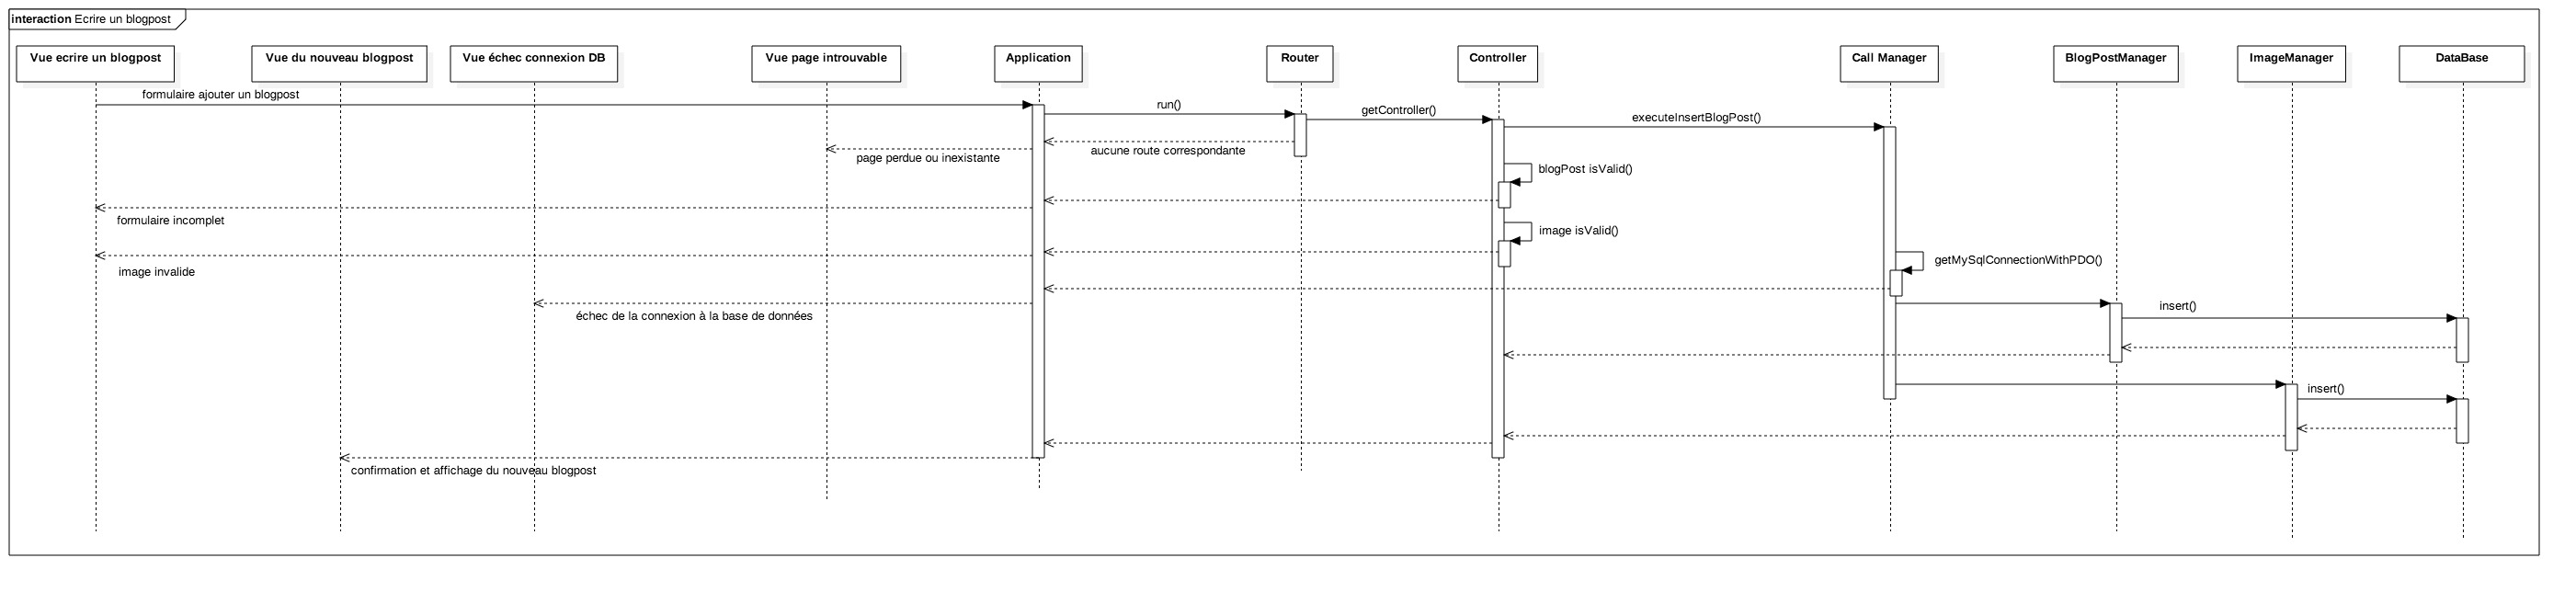 interaction Ecrire un blogpost
Vue ecrire un blogpost
Vue du nouveau blogpost
Vue échec connexion DB
Vue page introuvable
Application
Router
Controller
Call Manager
BlogPostManager
ImageManager
DataBase
formulaire ajouter un blogpost
run()
getController()
executeInsertBlogPost()
aucune route correspondante
page perdue ou inexistante
blogPost isValid()
formulaire incomplet
image isValid()
image invalide
getMySqlConnectionWithPDO()
échec de la connexion à la base de données
insert()
insert()
confirmation et affichage du nouveau blogpost